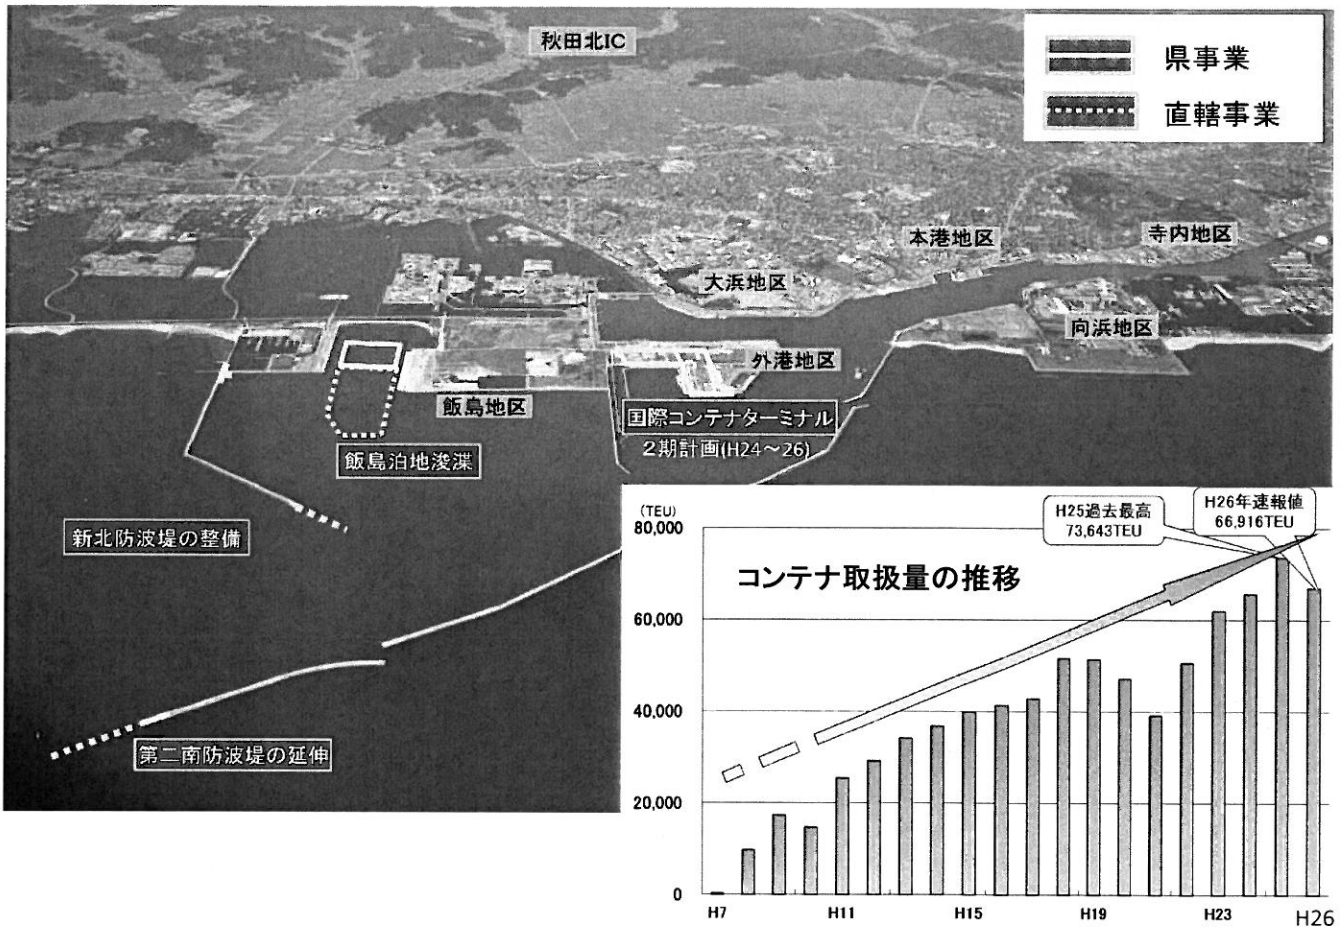 秋田北IC
県事業
直轄事業
本港地区
寺内地区
大浜地区
向浜地区
外港地区
飯島地区
国際コンテナターミナル
2期計画(H24～26)
飯島泊地浚渫
新北防波堤の整備
第二南防波堤の延伸
(TEU)
H25過去最高
73,643TEU
H26年速報値
66,916TEU
コンテナ取扱量の推移
80,000
60,000
40,000
20,000
0
H7
H11
H15
H19
H23
H26